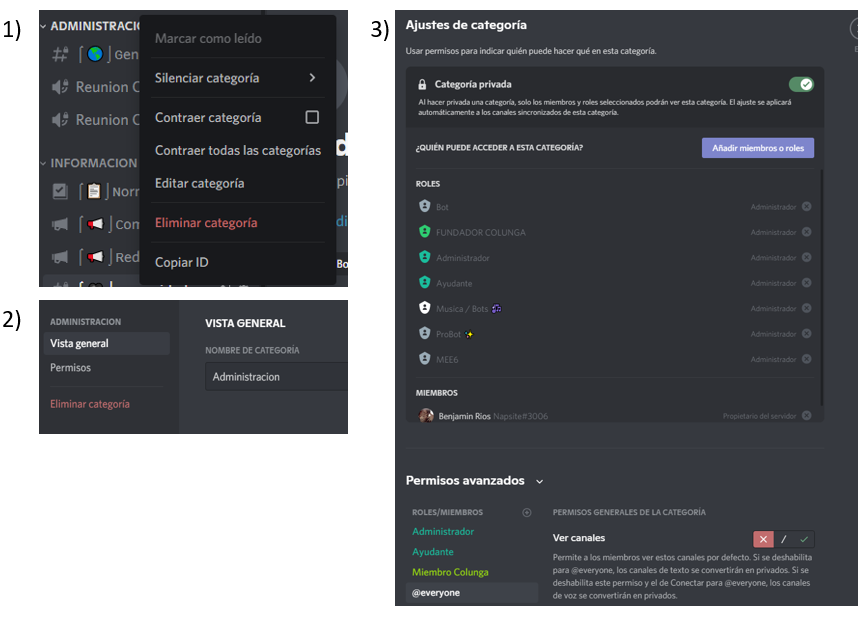 1)
ADMINISTRACI
Gen
Reunion C
Reunion C
INFORMACION
Norr
Com
Red
Marcar como leído
Silenciar categoría
Contraer categoría
Contraer todas las categorías
Editar categoría
Eliminar categoría
Copiar ID
d
pi
di
Bo
2)
ADMINISTRACION
Vista general
Permisos
Eliminar categoría
VISTA GENERAL
NOMBRE DE CATEGORÍA
Administracion
3)
Ajustes de categoría
Usar permisos para indicar quién puede hacer qué en esta categoría.
Categoría privada
Al hacer privada una categoría, solo los miembros y roles seleccionados podrán ver esta categoría. El ajuste se aplicará
automáticamente a los canales sincronizados de esta categoría.
¿QUIÉN PUEDE ACCEDER A ESTA CATEGORÍA?
Añadir miembros o roles
ROLES
Bot Administrador
FUNDADOR COLUNGA Administrador
Administrador Administrador
Ayudante Administrador
Musica / Bots Administrador
ProBot Administrador
MEE6 Administrador
MIEMBROS
Benjamin Rios Napsite#3006 Propietario del servidor
Permisos avanzados
ROLES/MIEMBROS
Administrador
Ayudante
Miembro Colunga
@everyone
PERMISOS GENERALES DE LA CATEGORÍA
Ver canales
Permite a los miembros ver estos canales por defecto. Si se deshabilita
para @everyone, los canales de texto se convertirán en privados. Si se
deshabilita este permiso y el de Conectar para @everyone, los canales
de voz se convertirán en privados.